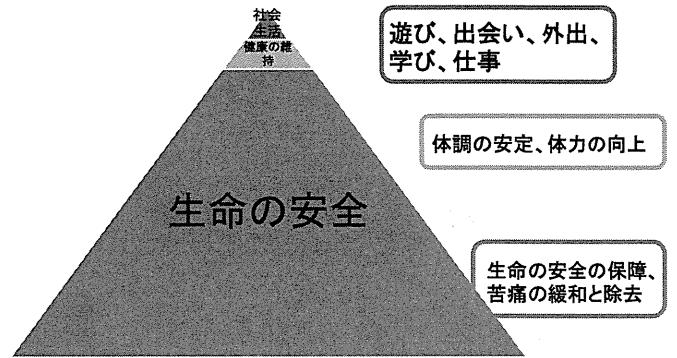 社会
生活
健康の維
持
遊び、出会い、外出、
学び、仕事
体調の安定、体力の向上
生命の安全
生命の安全の保障、
苦痛の緩和と除去